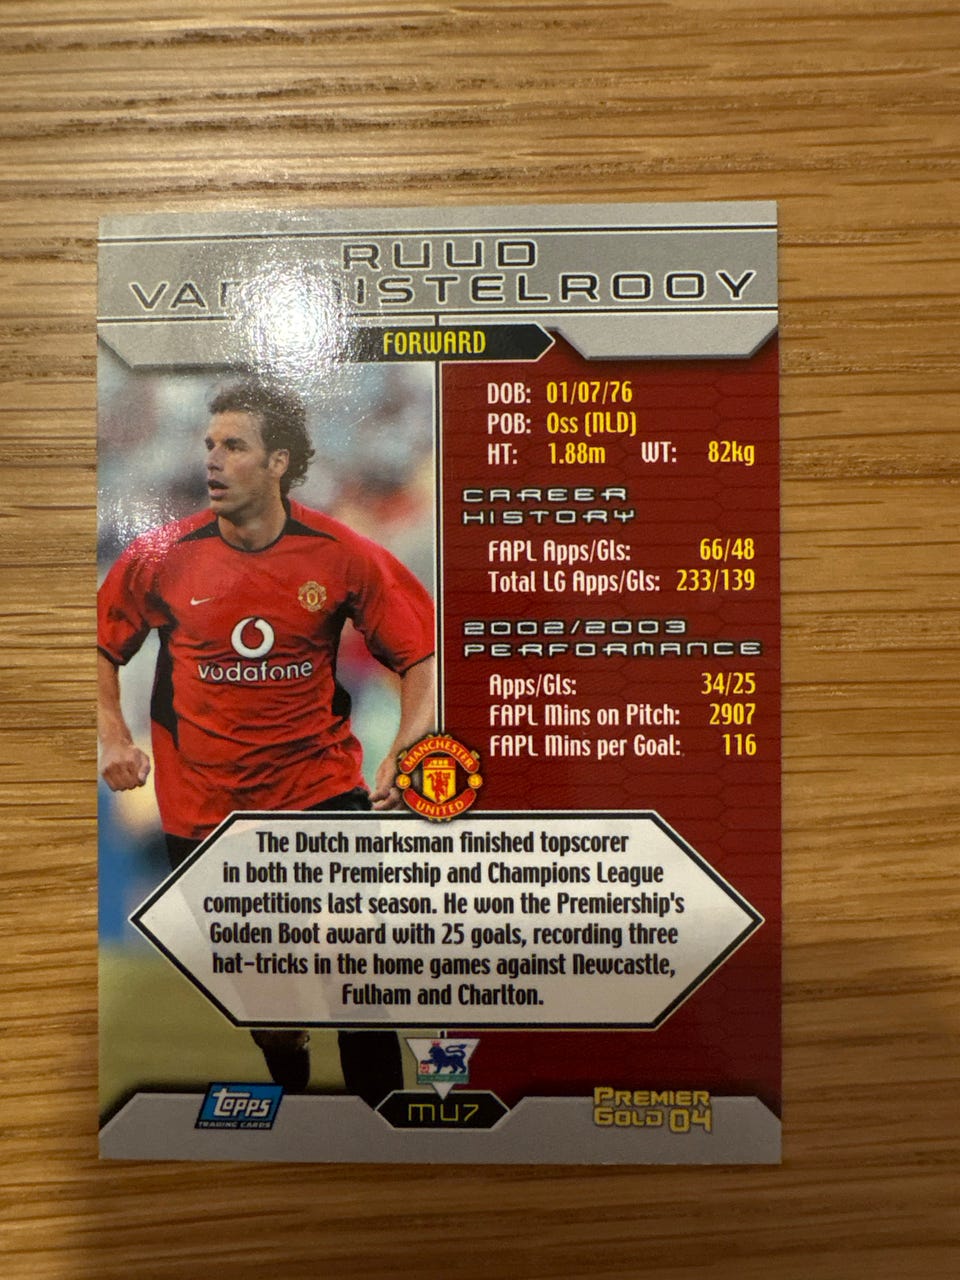 RUUD
VAN NISTELROOY
FORWARD
DOB: 01/07/76
POB: Oss (NLD)
HT: 1.88m WT: 82kg
CAREER
HISTORY
FAPL Apps/Gls: 66/48
Total LG Apps/Gls: 233/139
2002/2003
PERFORMANCE
Apps/Gls: 34/25
FAPL Mins on Pitch: 2907
FAPL Mins per Goal: 116
vodafone
MANCHESTER
UNITED
The Dutch marksman finished topscorer
in both the Premiership and Champions League
competitions last season. He won the Premiership's
Golden Boot award with 25 goals, recording three
hat-tricks in the home games against Newcastle,
Fulham and Charlton.
Topps
TRADING CARDS
MU7
PREMIER
GOLD 04